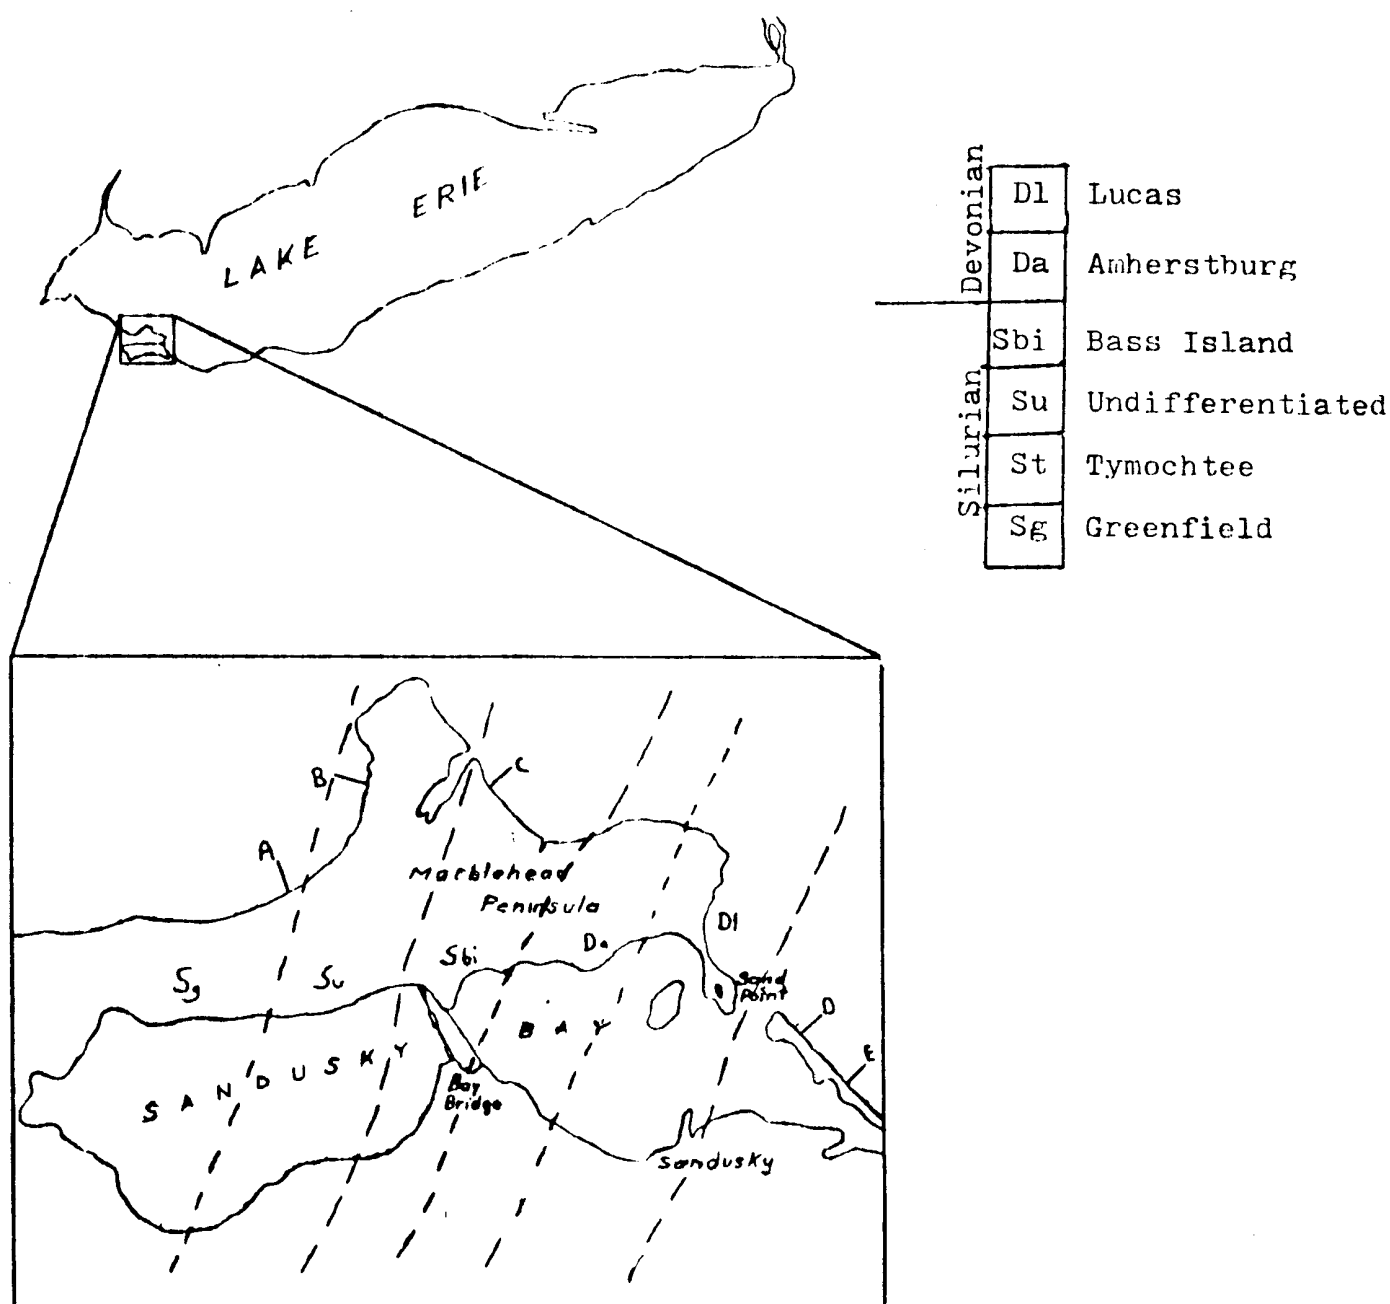 LAKE ERIE
Devonian
Dl Lucas
Da Amherstburg
Silurian
Sbi Bass Island
Su Undifferentiated
St Tymochtee
Sg Greenfield
B
C
A
Marblehead
Peninsula
Dl
Da
Sbi
Sg
Su
Sand
Point
D
E
SANDUSKY BAY
Bay
Bridge
Sandusky